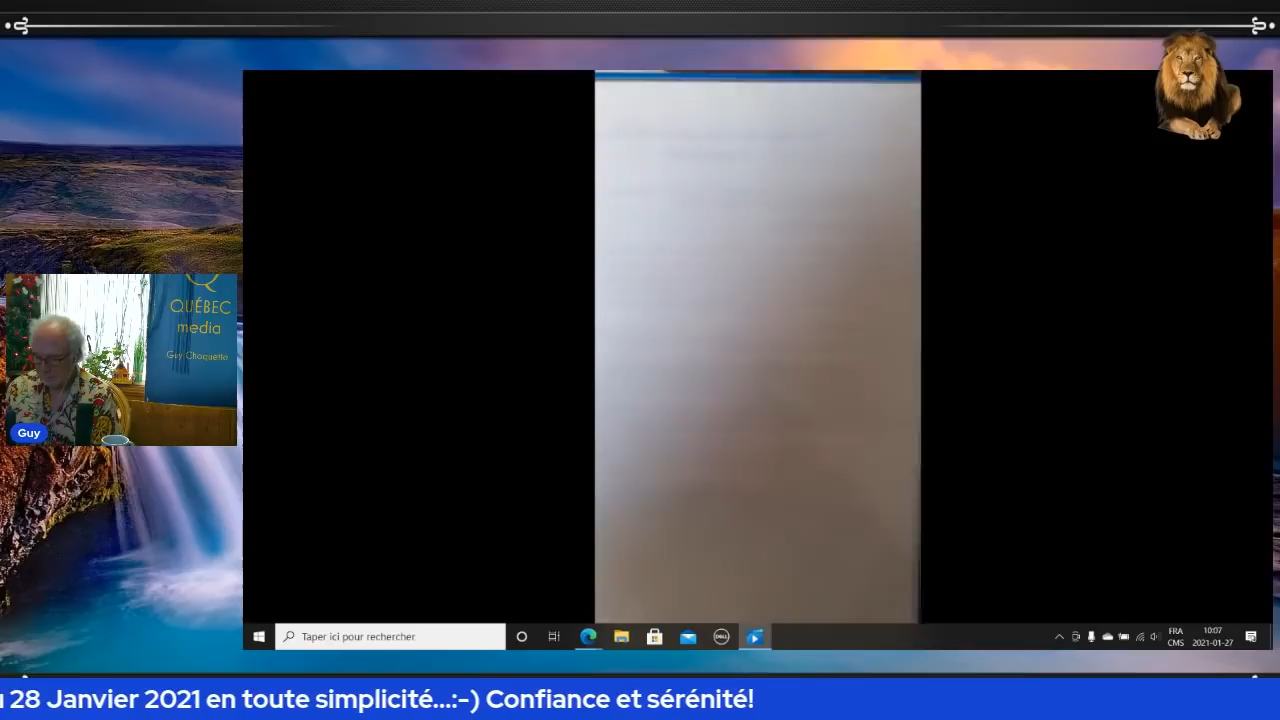 QUÉBEC
media
Guy Choquette
Guy
Taper ici pour rechercher
DELL
FRA
CMS
10:07
2021-01-27
28 Janvier 2021 en toute simplicité...:-) Confiance et sérénité!